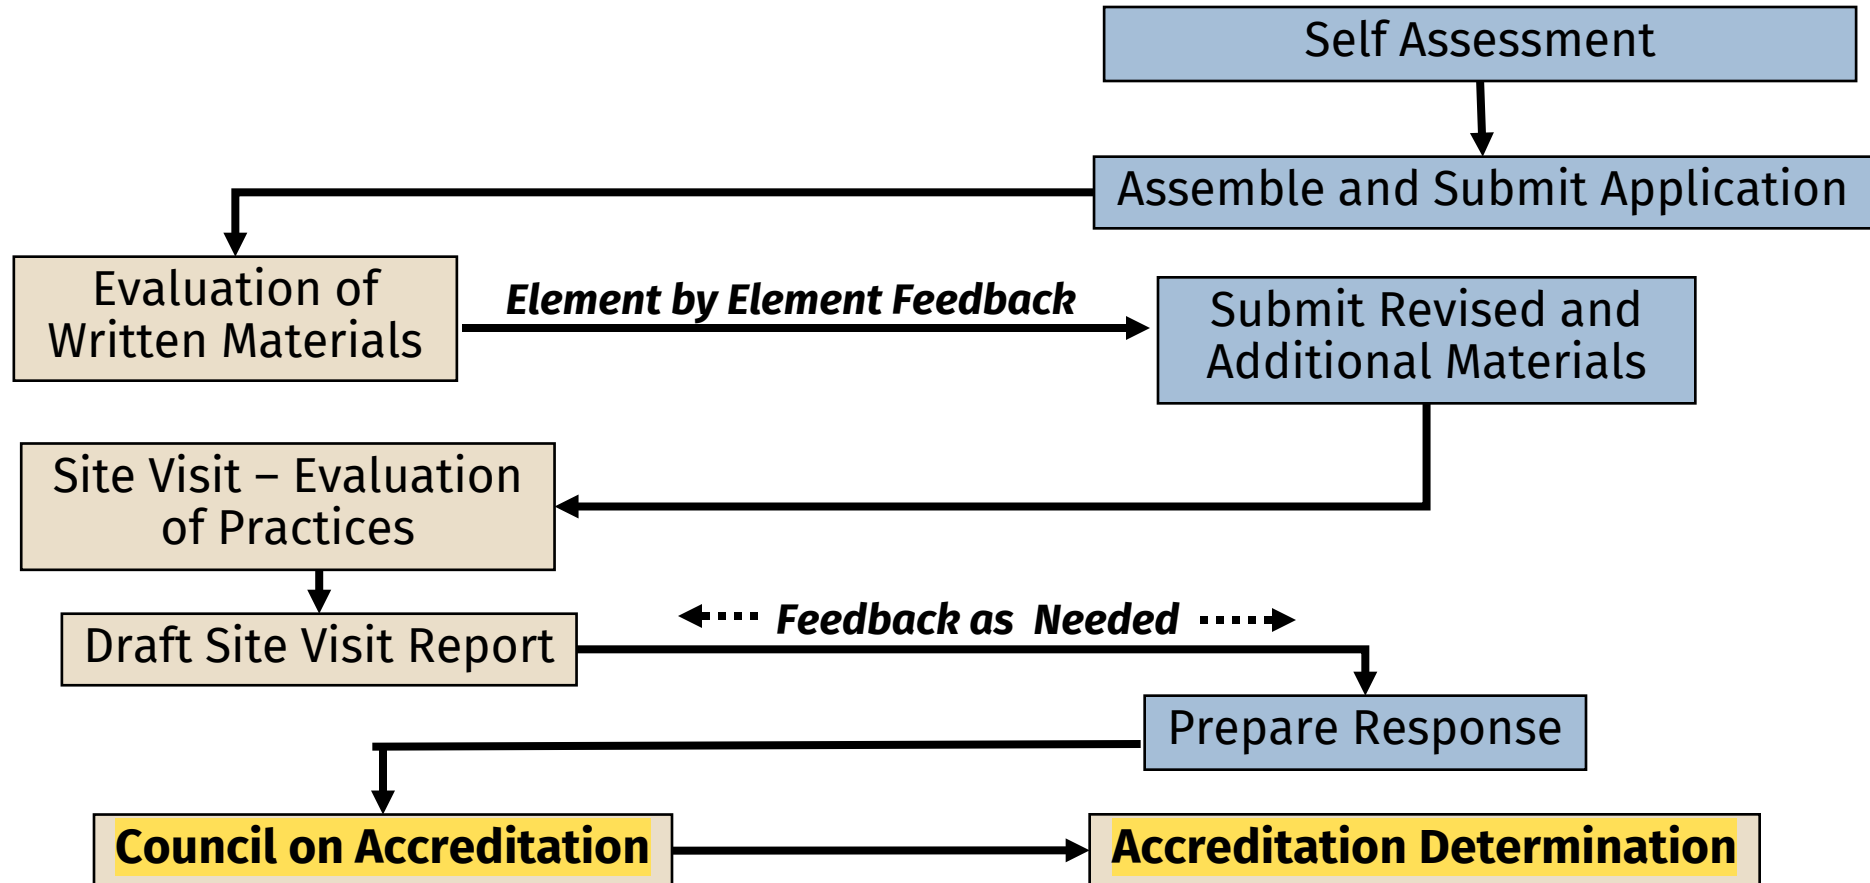 Self Assessment
Assemble and Submit Application
Evaluation of
Written Materials
Element by Element Feedback
Submit Revised and
Additional Materials
Site Visit – Evaluation
of Practices
Feedback as Needed
Draft Site Visit Report
Prepare Response
Council on Accreditation
Accreditation Determination